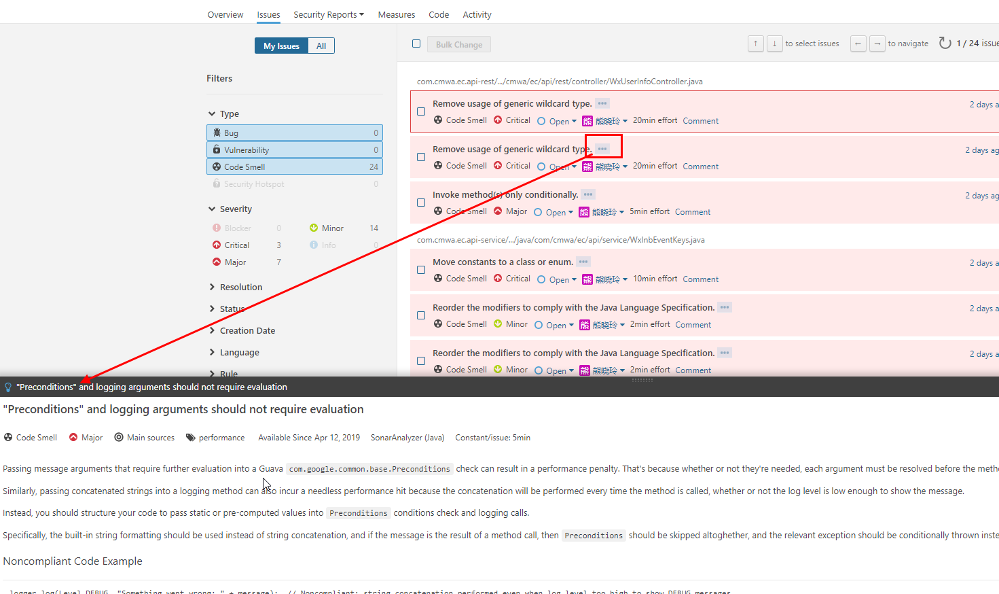 Overview Issues Security Reports Measures Code Activity
My Issues All
Bulk Change
↑ ↓ to select issues ← → to navigate 1 / 24 issue
Filters
Type
Bug 0
Vulnerability 0
Code Smell 24
Security Hotspot 0
Severity
Blocker 0 Minor 14
Critical 3 Info 0
Major 7
Resolution
Status
Creation Date
Language
Rule
com.cmwa.ec.api-rest/.../cmwa/ec/api/rest/controller/WxUserInfoController.java
Remove usage of generic wildcard type. ••• 2 days a
Code Smell Critical Open 熊 熊晓玲 20min effort Comment
Remove usage of generic wildcard type. ••• 2 days ag
Code Smell Critical Open 熊 熊晓玲 20min effort Comment
Invoke method(s) only conditionally. ••• 2 days ag
Code Smell Major Open 熊 熊晓玲 5min effort Comment
com.cmwa.ec.api-service/.../java/com/cmwa/ec/api/service/WxInbEventKeys.java
Move constants to a class or enum. ••• 2 days a
Code Smell Critical Open 熊 熊晓玲 10min effort Comment
Reorder the modifiers to comply with the Java Language Specification. ••• 2 days a
Code Smell Minor Open 熊 熊晓玲 2min effort Comment
Reorder the modifiers to comply with the Java Language Specification. ••• 2 days a
Code Smell Minor Open 熊 熊晓玲 2min effort Comment
"Preconditions" and logging arguments should not require evaluation
"Preconditions" and logging arguments should not require evaluation
Code Smell Major Main sources performance Available Since Apr 12, 2019 SonarAnalyzer (Java) Constant/issue: 5min
Passing message arguments that require further evaluation into a Guava com.google.common.base.Preconditions check can result in a performance penalty. That's because whether or not they're needed, each argument must be resolved before the meth
Similarly, passing concatenated strings into a logging method can also incur a needless performance hit because the concatenation will be performed every time the method is called, whether or not the log level is low enough to show the message.
Instead, you should structure your code to pass static or pre-computed values into Preconditions conditions check and logging calls.
Specifically, the built-in string formatting should be used instead of string concatenation, and if the message is the result of a method call, then Preconditions should be skipped altoghether, and the relevant exception should be conditionally thrown inste
Noncompliant Code Example
logger.log(Level.DEBUG, "Something went wrong: " + message); // Noncompliant; string concatenation performed even when log level too high to show DEBUG messages